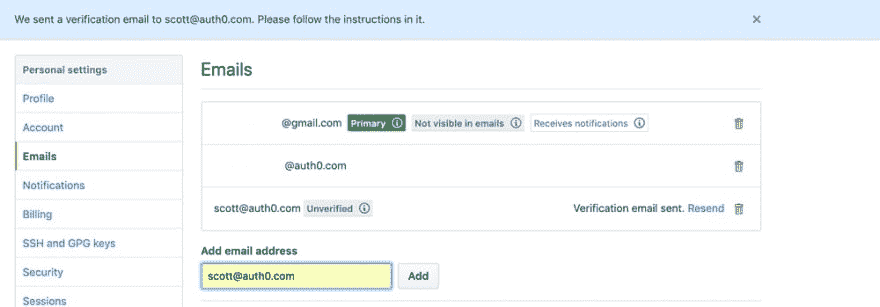 We sent a verification email to scott@auth0.com. Please follow the instructions in it.
Personal settings
Profile
Account
Emails
Notifications
Billing
SSH and GPG keys
Security
Sessions
Emails
@gmail.com Primary Not visible in emails Receives notifications
@auth0.com
scott@auth0.com Unverified Verification email sent. Resend
Add email address
scott@auth0.com Add